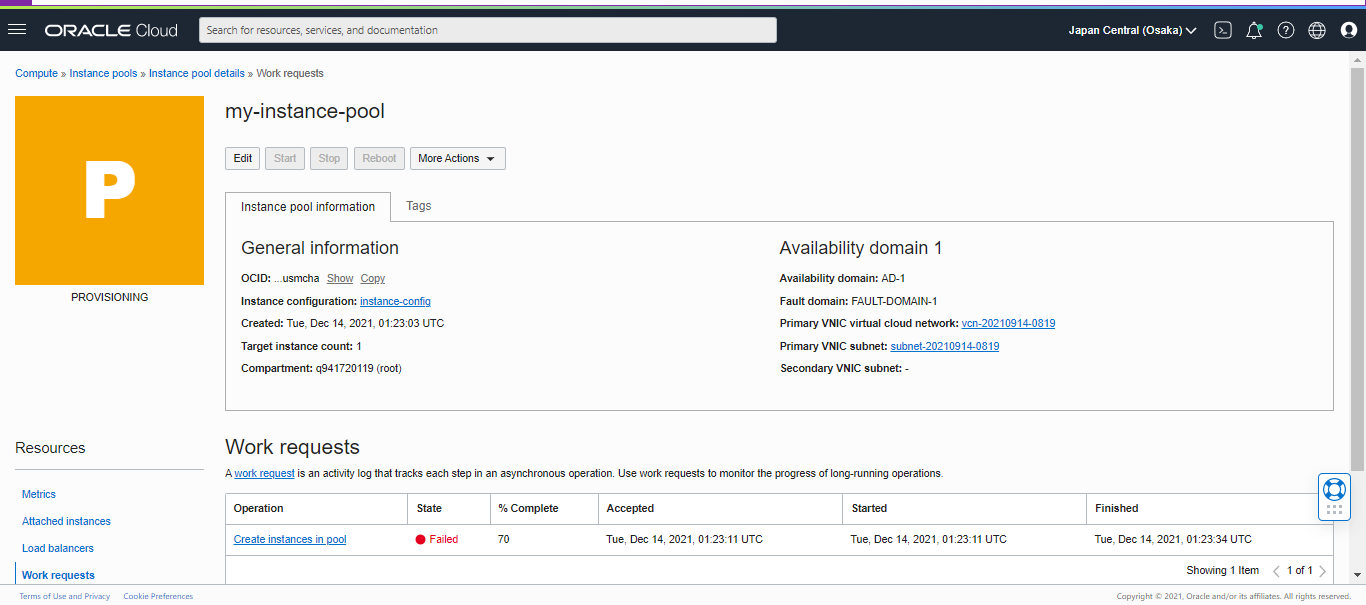 ORACLE Cloud
Search for resources, services, and documentation
Japan Central (Osaka)
Compute » Instance pools » Instance pool details » Work requests
P
PROVISIONING
my-instance-pool
Edit Start Stop Reboot More Actions
Instance pool information Tags
General information
OCID: ...usmcha Show Copy
Instance configuration: instance-config
Created: Tue, Dec 14, 2021, 01:23:03 UTC
Target instance count: 1
Compartment: q941720119 (root)
Availability domain 1
Availability domain: AD-1
Fault domain: FAULT-DOMAIN-1
Primary VNIC virtual cloud network: vcn-20210914-0819
Primary VNIC subnet: subnet-20210914-0819
Secondary VNIC subnet: -
Resources
Metrics
Attached instances
Load balancers
Work requests
Work requests
A work request is an activity log that tracks each step in an asynchronous operation. Use work requests to monitor the progress of long-running operations.
Operation State % Complete Accepted Started Finished
Create instances in pool Failed 70 Tue, Dec 14, 2021, 01:23:11 UTC Tue, Dec 14, 2021, 01:23:11 UTC Tue, Dec 14, 2021, 01:23:34 UTC
Showing 1 Item 1 of 1
Terms of Use and Privacy Cookie Preferences
Copyright © 2021, Oracle and/or its affiliates. All rights reserved.